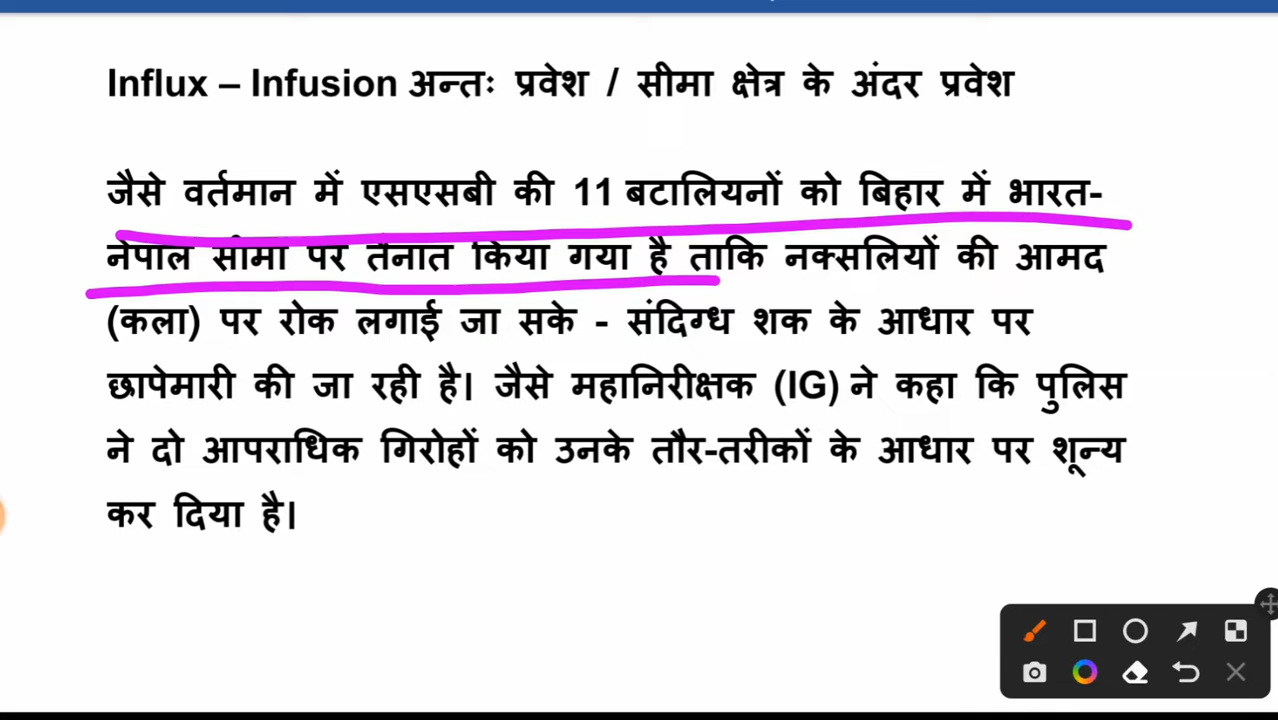 Influx – Infusion अन्तः प्रवेश / सीमा क्षेत्र के अंदर प्रवेश
जैसे वर्तमान में एसएसबी की 11 बटालियनों को बिहार में भारत-
नेपाल सीमा पर तैनात किया गया है ताकि नक्सलियों की आमद
(कला) पर रोक लगाई जा सके - संदिग्ध शक के आधार पर
छापेमारी की जा रही है। जैसे महानिरीक्षक (IG) ने कहा कि पुलिस
ने दो आपराधिक गिरोहों को उनके तौर-तरीकों के आधार पर शून्य
कर दिया है।